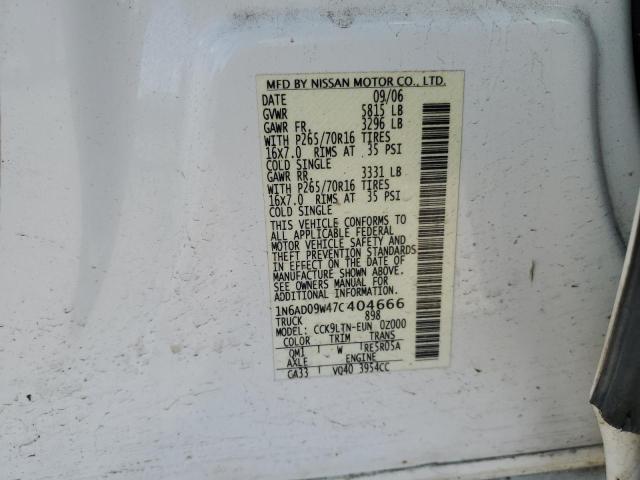 MFD BY NISSAN MOTOR CO., LTD.
DATE 09/06
GVWR 5815 LB
GAWR FR. 3296 LB
WITH P265/70R16 TIRES
16X7.0 RIMS AT 35 PSI
COLD SINGLE
GAWR RR. 3331 LB
WITH P265/70R16 TIRES
16X7.0 RIMS AT 35 PSI
COLD SINGLE
THIS VEHICLE CONFORMS TO
ALL APPLICABLE FEDERAL
MOTOR VEHICLE SAFETY AND
THEFT PREVENTION STANDARDS
IN EFFECT ON THE DATE OF
MANUFACTURE SHOWN ABOVE.
SEE OWNERS MANUAL FOR
ADDITIONAL INFORMATION.
1N6AD09W47C404666
TRUCK 898
MODEL: CCK9LTN-EUN 0Z000
COLOR TRIM TRANS
QM1 W RE5R05A
AXLE ENGINE
CA33 VQ40 3954CC